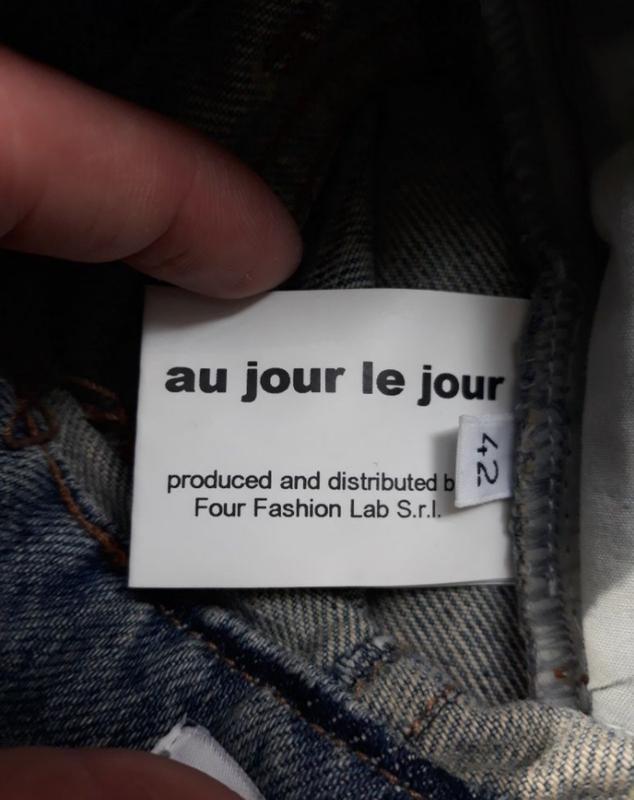 au jour le jour
42
produced and distributed b
Four Fashion Lab S.r.l.